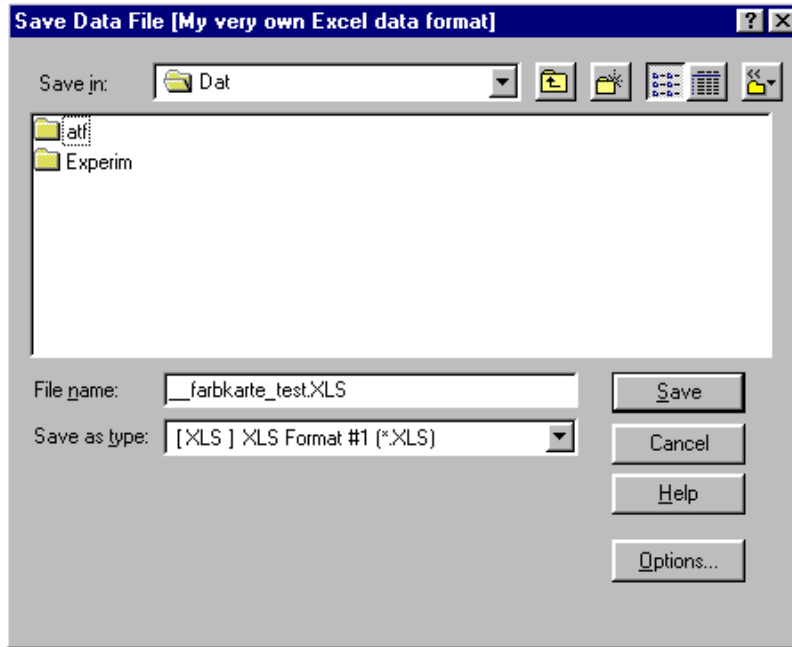 Save Data File [My very own Excel data format]
Save in: Dat
atf
Experim
File name: __farbkarte_test.XLS
Save
Save as type: [ XLS ] XLS Format #1 (*.XLS)
Cancel
Help
Options...